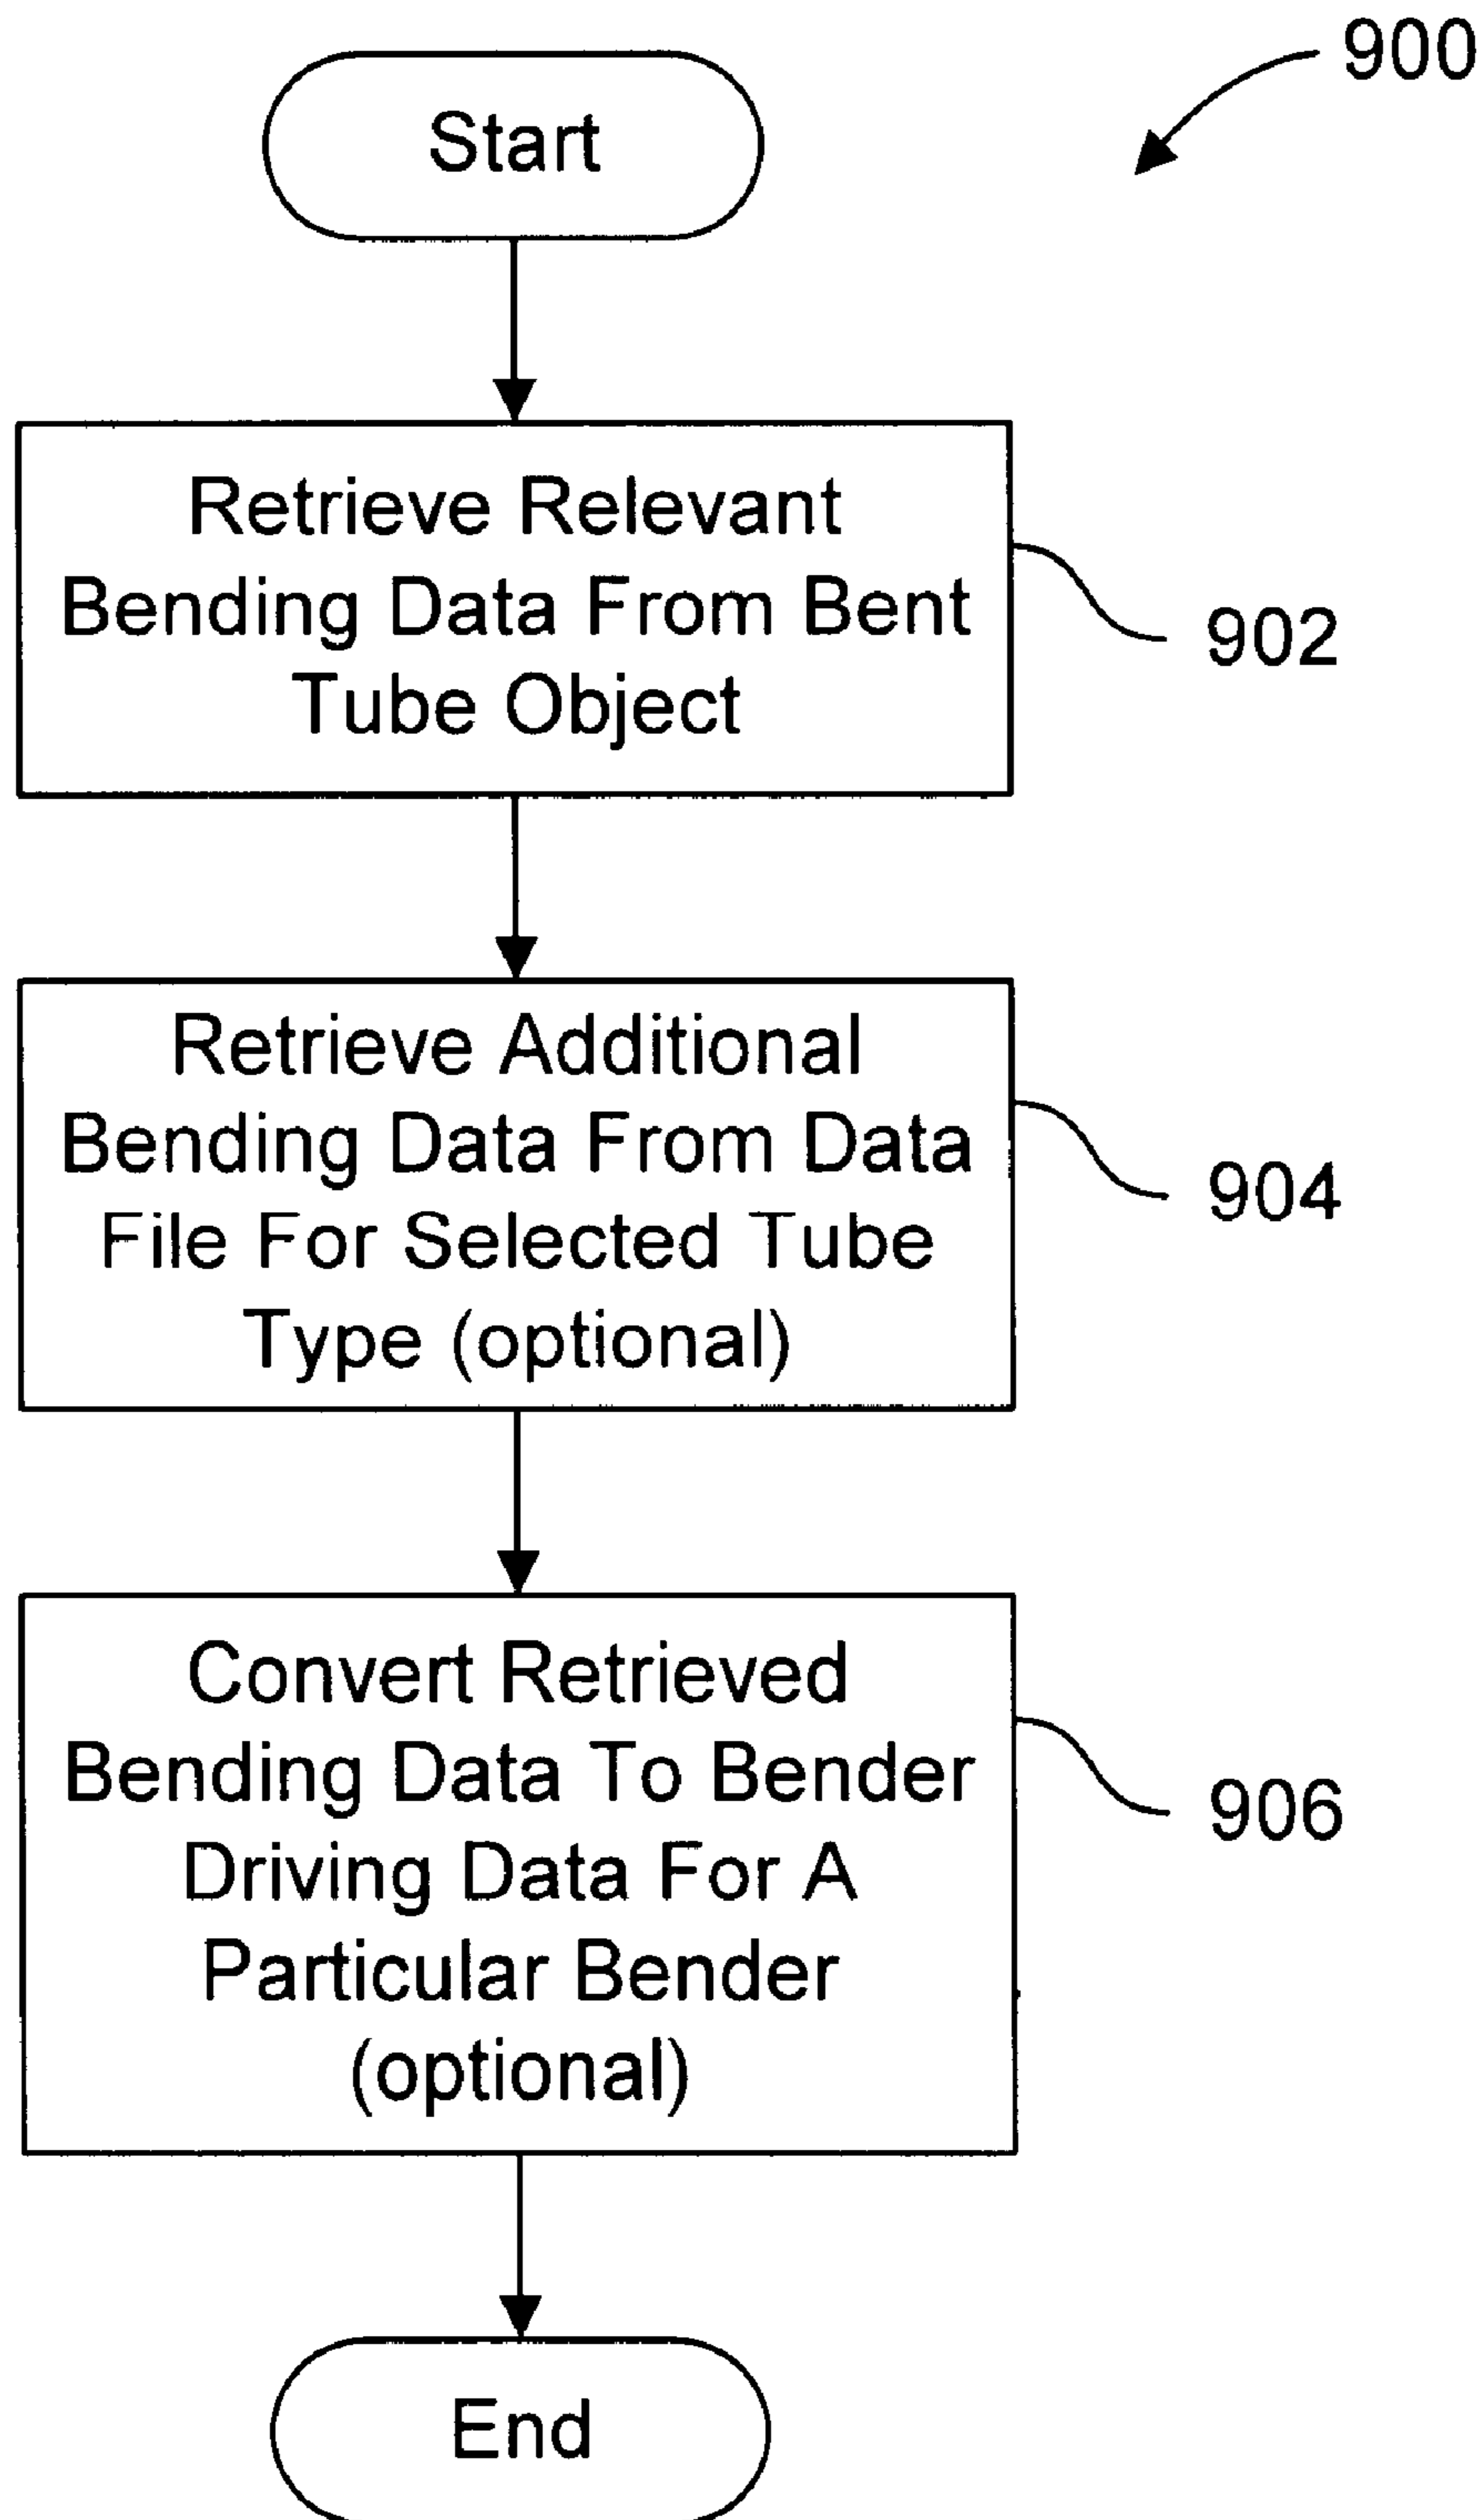 900
Start
Retrieve Relevant
Bending Data From Bent
Tube Object
902
Retrieve Additional
Bending Data From Data
File For Selected Tube
Type (optional)
904
Convert Retrieved
Bending Data To Bender
Driving Data For A
Particular Bender
(optional)
906
End